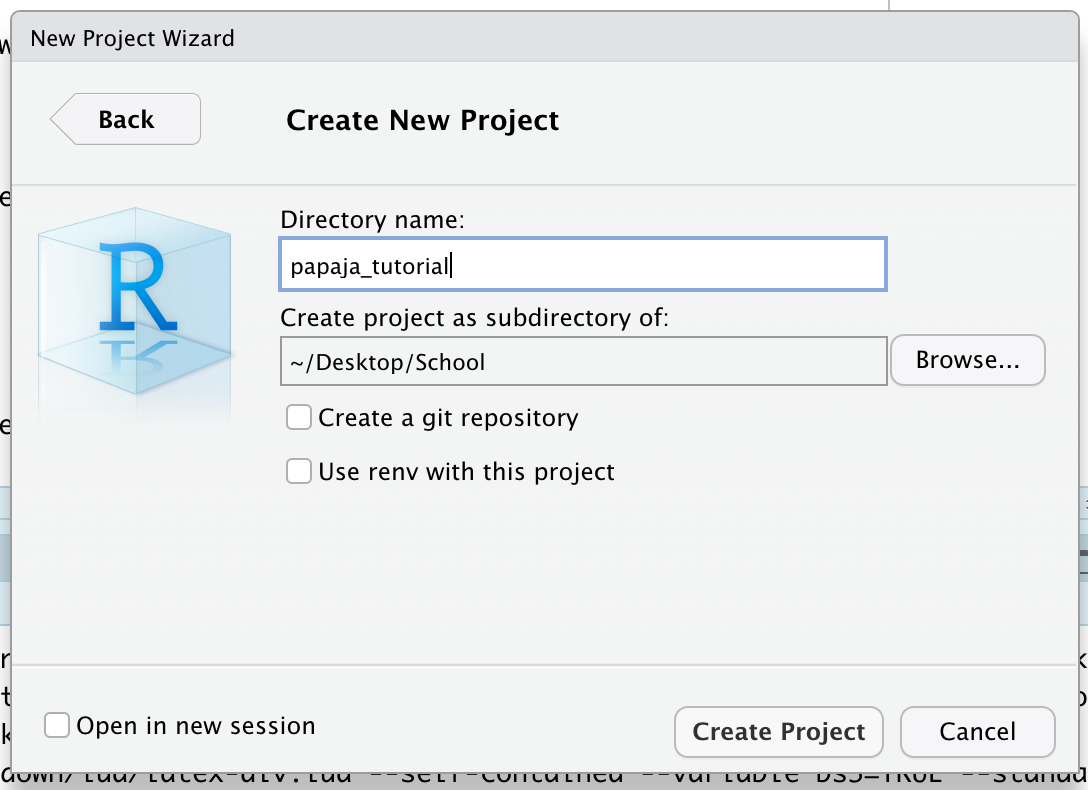 New Project Wizard
Back
Create New Project
R
Directory name:
papaja_tutorial
Create project as subdirectory of:
~/Desktop/School
Browse...
Create a git repository
Use renv with this project
Open in new session
Create Project
Cancel